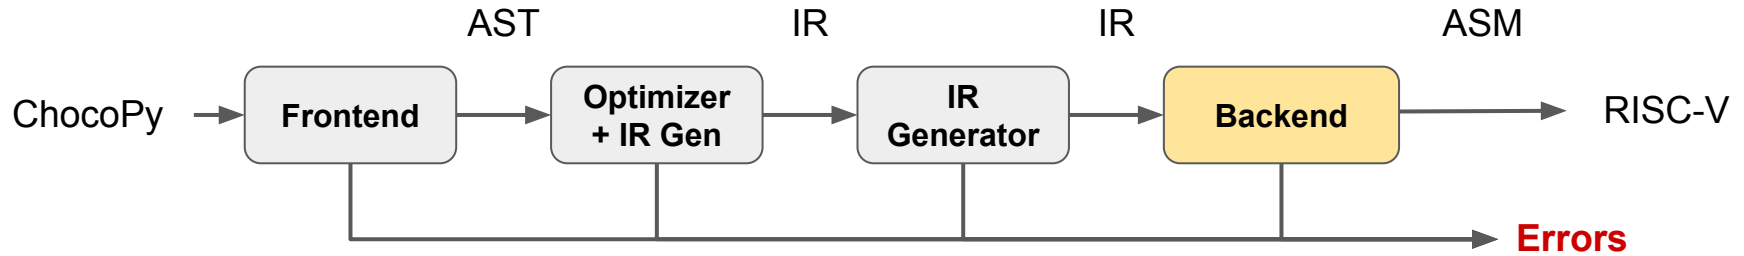 AST
IR
IR
ASM
ChocoPy
Frontend
Optimizer
+ IR Gen
IR
Generator
Backend
RISC-V
Errors